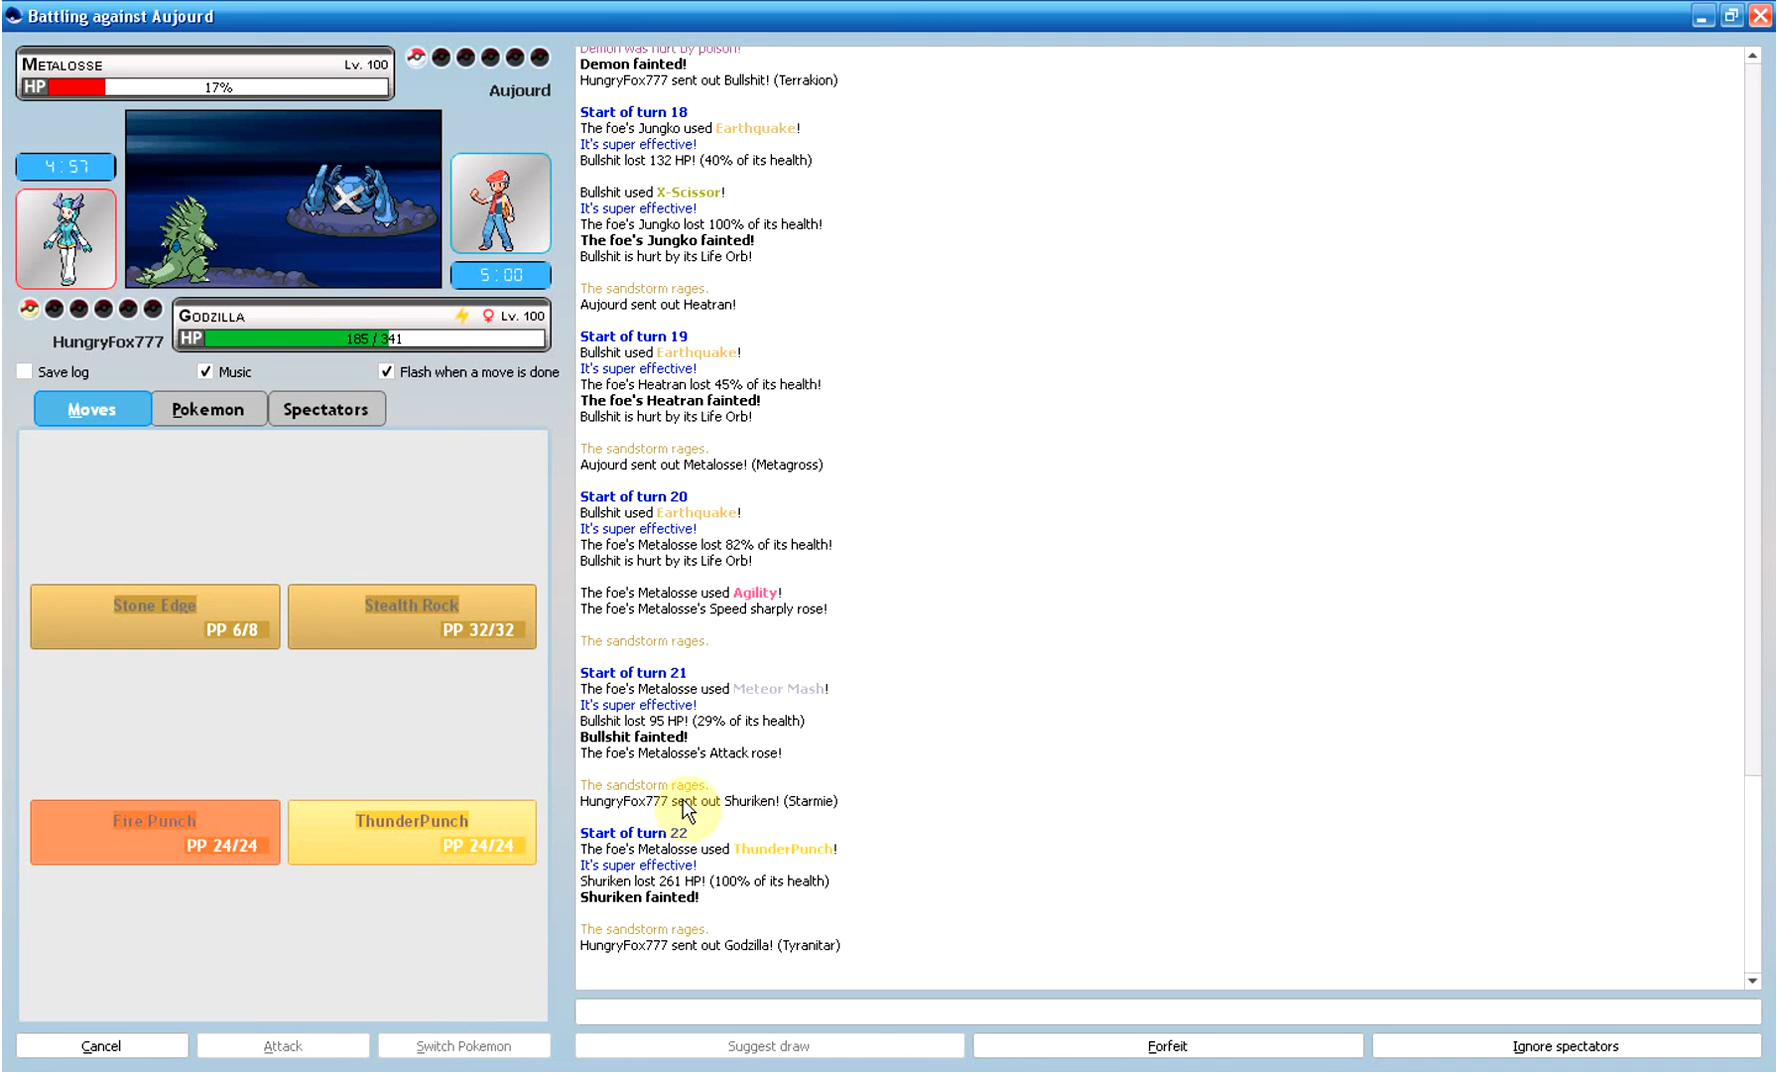 Battling against Aujourd
METALOSSE Lv. 100
HP 17%
Aujourd
4:57
5:00
GODZILLA Lv. 100
HP 185 / 341
HungryFox777
Save log
Music
Flash when a move is done
Moves
Pokemon
Spectators
Stone Edge
PP 6/8
Stealth Rock
PP 32/32
Fire Punch
PP 24/24
ThunderPunch
PP 24/24
Cancel
Attack
Switch Pokemon
Demon was hurt by poison!
Demon fainted!
HungryFox777 sent out Bullshit! (Terrakion)
Start of turn 18
The foe's Jungko used Earthquake!
It's super effective!
Bullshit lost 132 HP! (40% of its health)
Bullshit used X-Scissor!
It's super effective!
The foe's Jungko lost 100% of its health!
The foe's Jungko fainted!
Bullshit is hurt by its Life Orb!
The sandstorm rages.
Aujourd sent out Heatran!
Start of turn 19
Bullshit used Earthquake!
It's super effective!
The foe's Heatran lost 45% of its health!
The foe's Heatran fainted!
Bullshit is hurt by its Life Orb!
The sandstorm rages.
Aujourd sent out Metalosse! (Metagross)
Start of turn 20
Bullshit used Earthquake!
It's super effective!
The foe's Metalosse lost 82% of its health!
Bullshit is hurt by its Life Orb!
The foe's Metalosse used Agility!
The foe's Metalosse's Speed sharply rose!
The sandstorm rages.
Start of turn 21
The foe's Metalosse used Meteor Mash!
It's super effective!
Bullshit lost 95 HP! (29% of its health)
Bullshit fainted!
The foe's Metalosse's Attack rose!
The sandstorm rages.
HungryFox777 sent out Shuriken! (Starmie)
Start of turn 22
The foe's Metalosse used ThunderPunch!
It's super effective!
Shuriken lost 261 HP! (100% of its health)
Shuriken fainted!
The sandstorm rages.
HungryFox777 sent out Godzilla! (Tyranitar)
Suggest draw
Forfeit
Ignore spectators